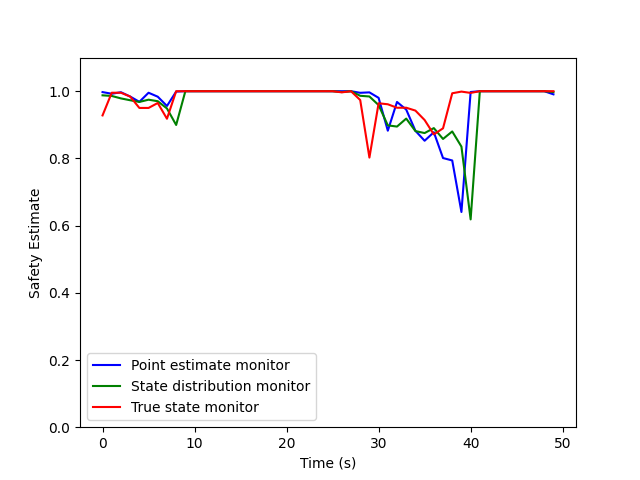 1.0
0.8
0.6
0.4
0.2
0.0
Safety Estimate
Point estimate monitor
State distribution monitor
True state monitor
0 10 20 30 40 50
Time (s)